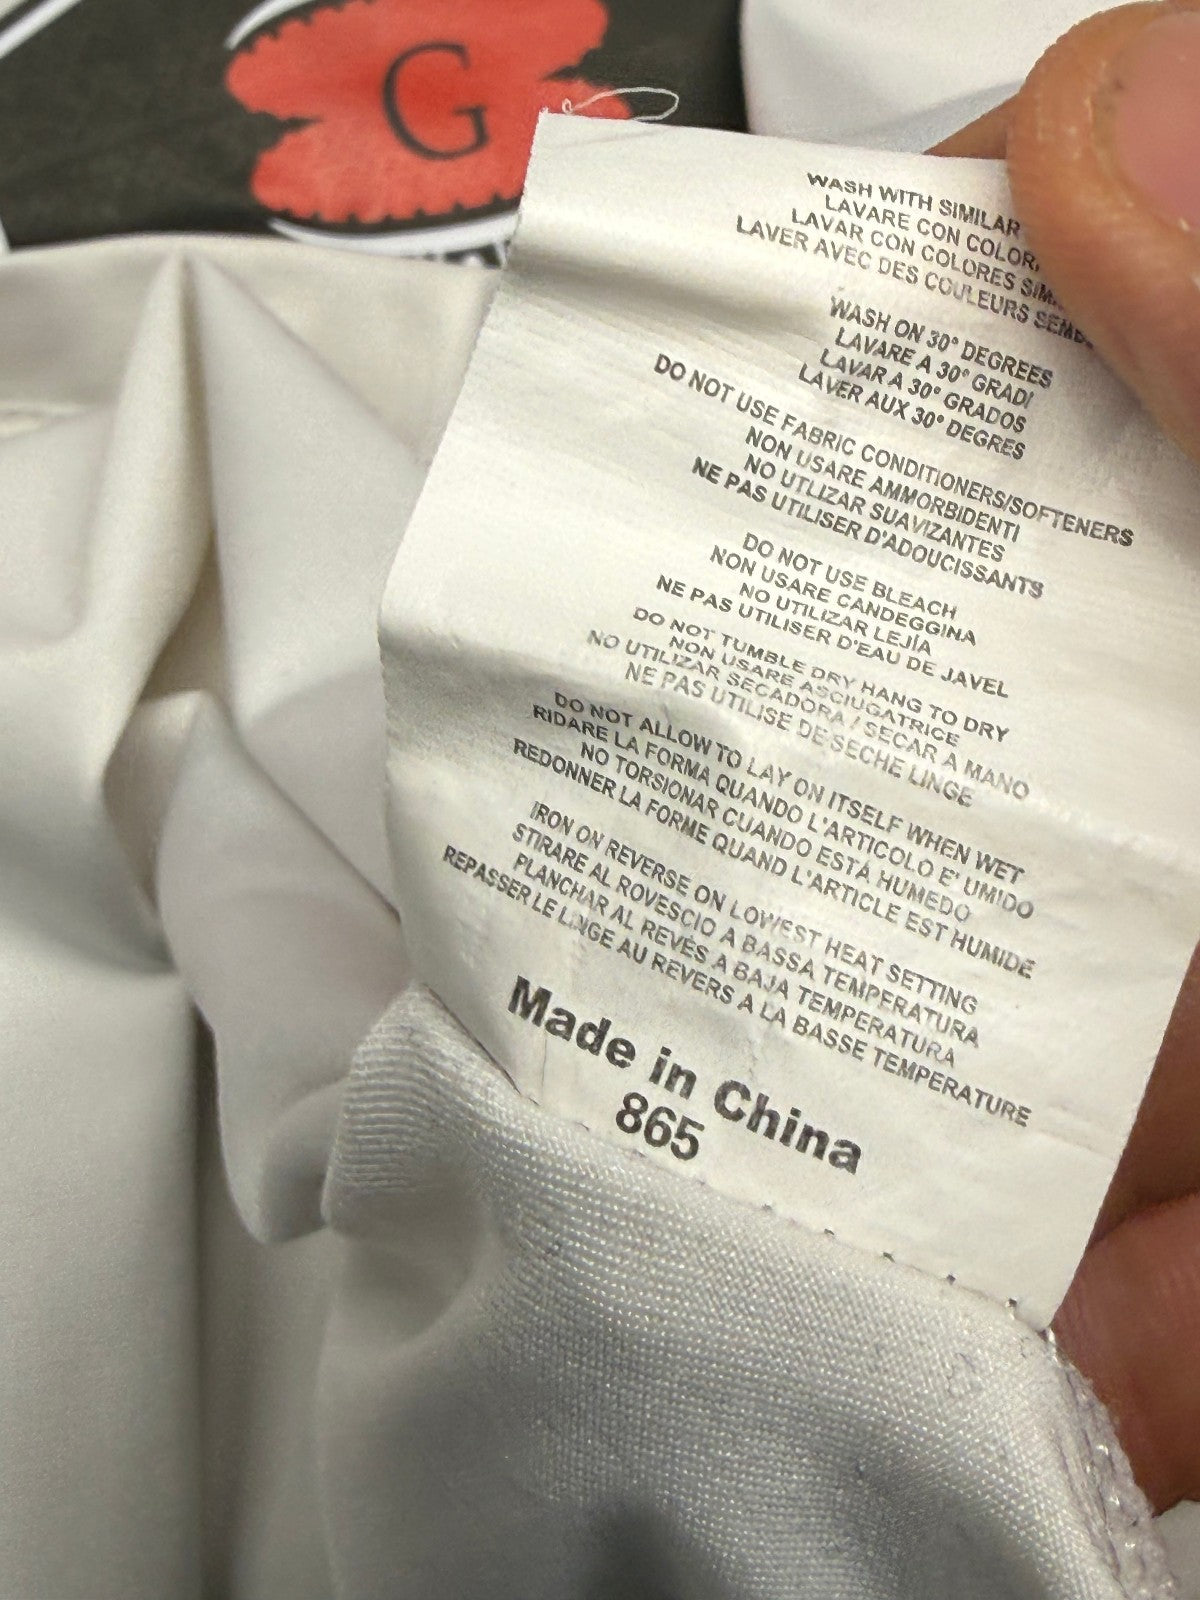 G
WASH WITH SIMILAR
LAVARE CON COLORI
LAVAR CON COLORES
LAVER AVEC DES COULEURS
WASH ON 30° DEGREES
LAVARE A 30° GRADI
LAVAR A 30° GRADOS
LAVER AUX 30° DEGRES
DO NOT USE FABRIC CONDITIONERS/SOFTENERS
NON USARE AMMORBIDENTI
NO UTLIZAR SUAVIZANTES
NE PAS UTILISER D'ADOUCISSANTS
DO NOT USE BLEACH
NON USARE CANDEGGINA
NO UTILIZAR LEJÍA
NE PAS UTILISER D'EAU DE JAVEL
DO NOT TUMBLE DRY HANG TO DRY
NON USARE ASCIUGATRICE
NO UTILIZAR SECADORA / SECAR A MANO
NE PAS UTILISE DE SECHE LINGE
DO NOT ALLOW TO LAY ON ITSELF WHEN WET
RIDARE LA FORMA QUANDO L'ARTICOLO E' UMIDO
NO TORSIONAR CUANDO ESTÁ HUMEDO
REDONNER LA FORME QUAND L'ARTICLE EST HUMIDE
IRON ON REVERSE ON LOWEST HEAT SETTING
STIRARE AL ROVESCIO A BASSA TEMPERATURA
PLANCHAR AL REVÉS A BAJA TEMPERATURA
REPASSER LE LINGE AU REVERS A LA BASSE TEMPERATURE
Made in China
865